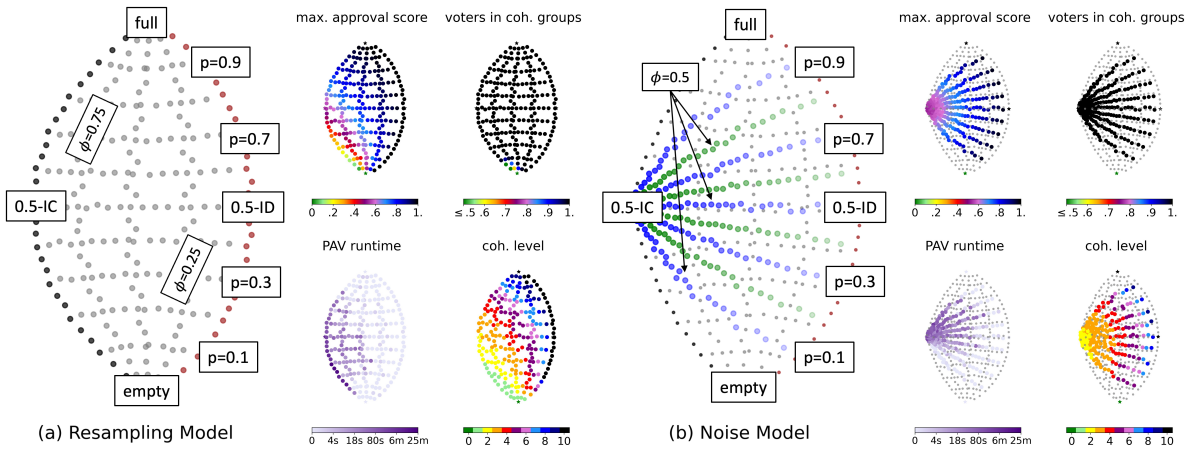 full
p=0.9
ϕ=0.75
p=0.7
0.5-IC
0.5-ID
ϕ=0.25
p=0.3
p=0.1
empty
(a) Resampling Model
max. approval score
0 .2 .4 .6 .8 1.
voters in coh. groups
≤.5 .6 .7 .8 .9 1.
PAV runtime
0 4s 18s 80s 6m 25m
coh. level
0 2 4 6 8 10
full
p=0.9
ϕ=0.5
p=0.7
0.5-IC
0.5-ID
p=0.3
p=0.1
empty
(b) Noise Model
max. approval score
0 .2 .4 .6 .8 1.
voters in coh. groups
≤.5 .6 .7 .8 .9 1.
PAV runtime
0 4s 18s 80s 6m 25m
coh. level
0 2 4 6 8 10